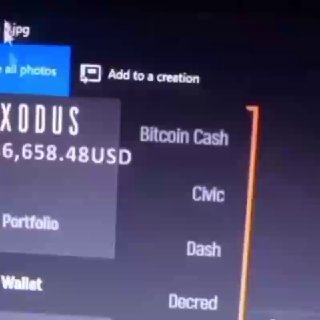 jpg
all photos
Add to a creation
XODUS
6,658.48USD
Bitcoin Cash
Civic
Portfolio
Dash
Wallet
Decred